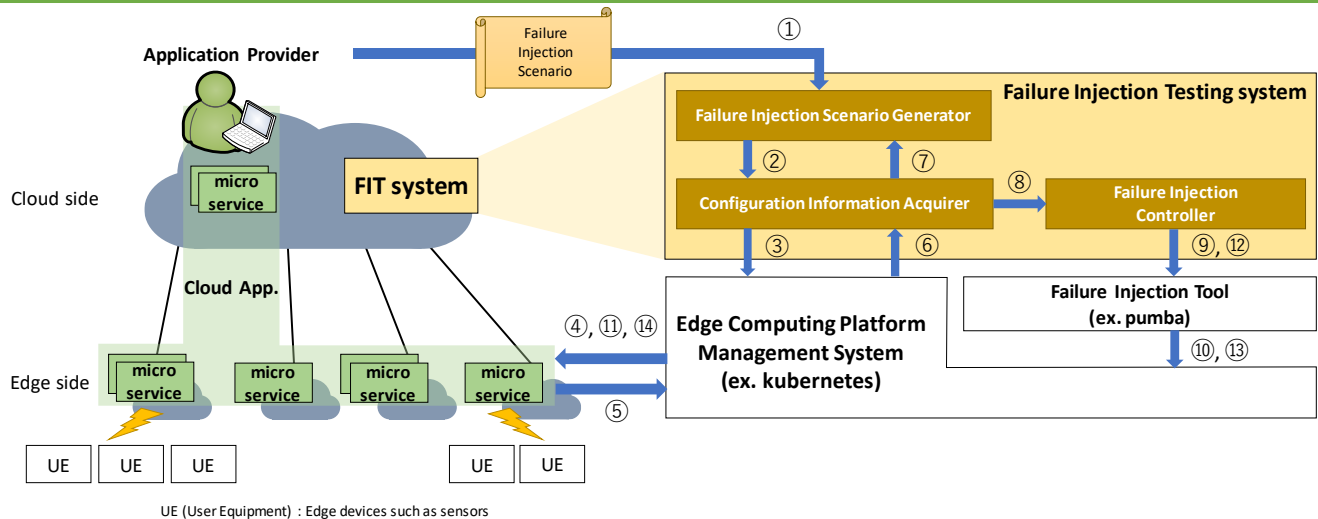 Application Provider
Failure
Injection
Scenario
①
Failure Injection Testing system
Failure Injection Scenario Generator
②
⑦
FIT system
micro
service
Cloud side
Configuration Information Acquirer
⑧
Failure Injection
Controller
③
⑥
⑨, ⑫
Cloud App.
Failure Injection Tool
(ex. pumba)
Edge Computing Platform
Management System
(ex. kubernetes)
④, ⑪, ⑭
⑩, ⑬
Edge side
micro
service
micro
service
micro
service
micro
service
⑤
UE
UE
UE
UE
UE
UE (User Equipment) : Edge devices such as sensors